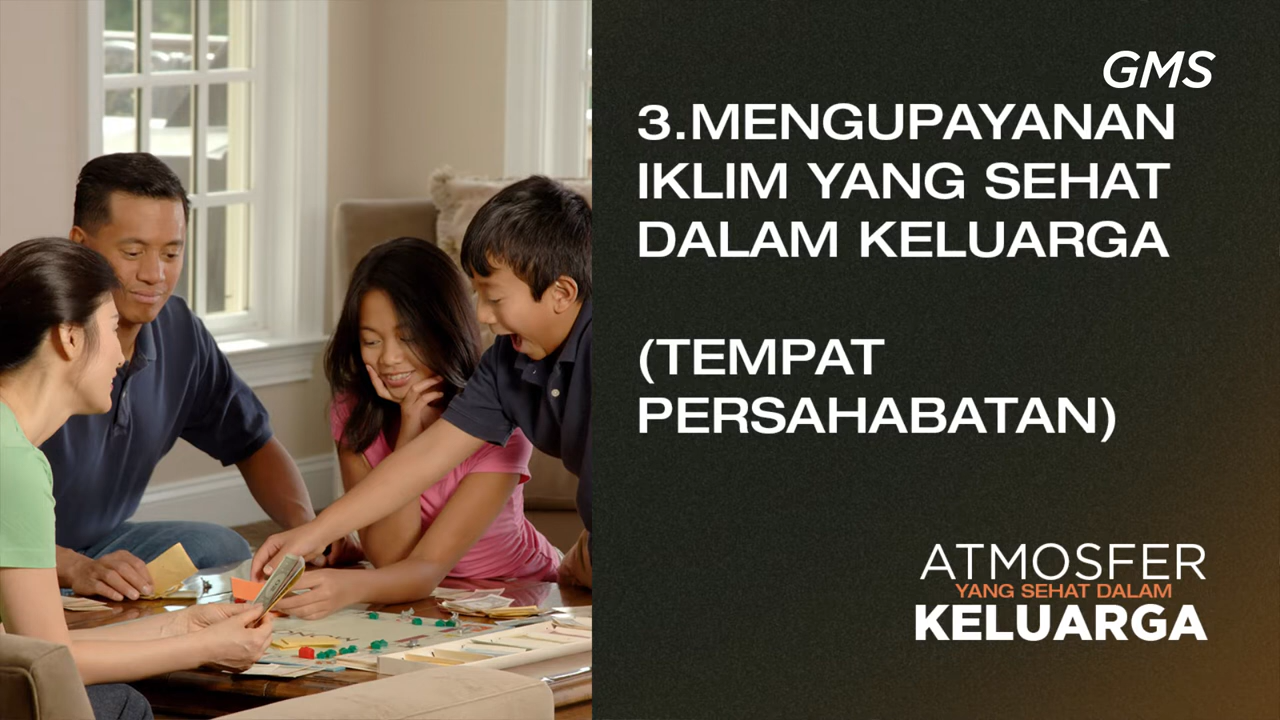 GMS
3.MENGUPAYANAN
IKLIM YANG SEHAT
DALAM KELUARGA
(TEMPAT
PERSAHABATAN)
ATMOSFER
YANG SEHAT DALAM
KELUARGA